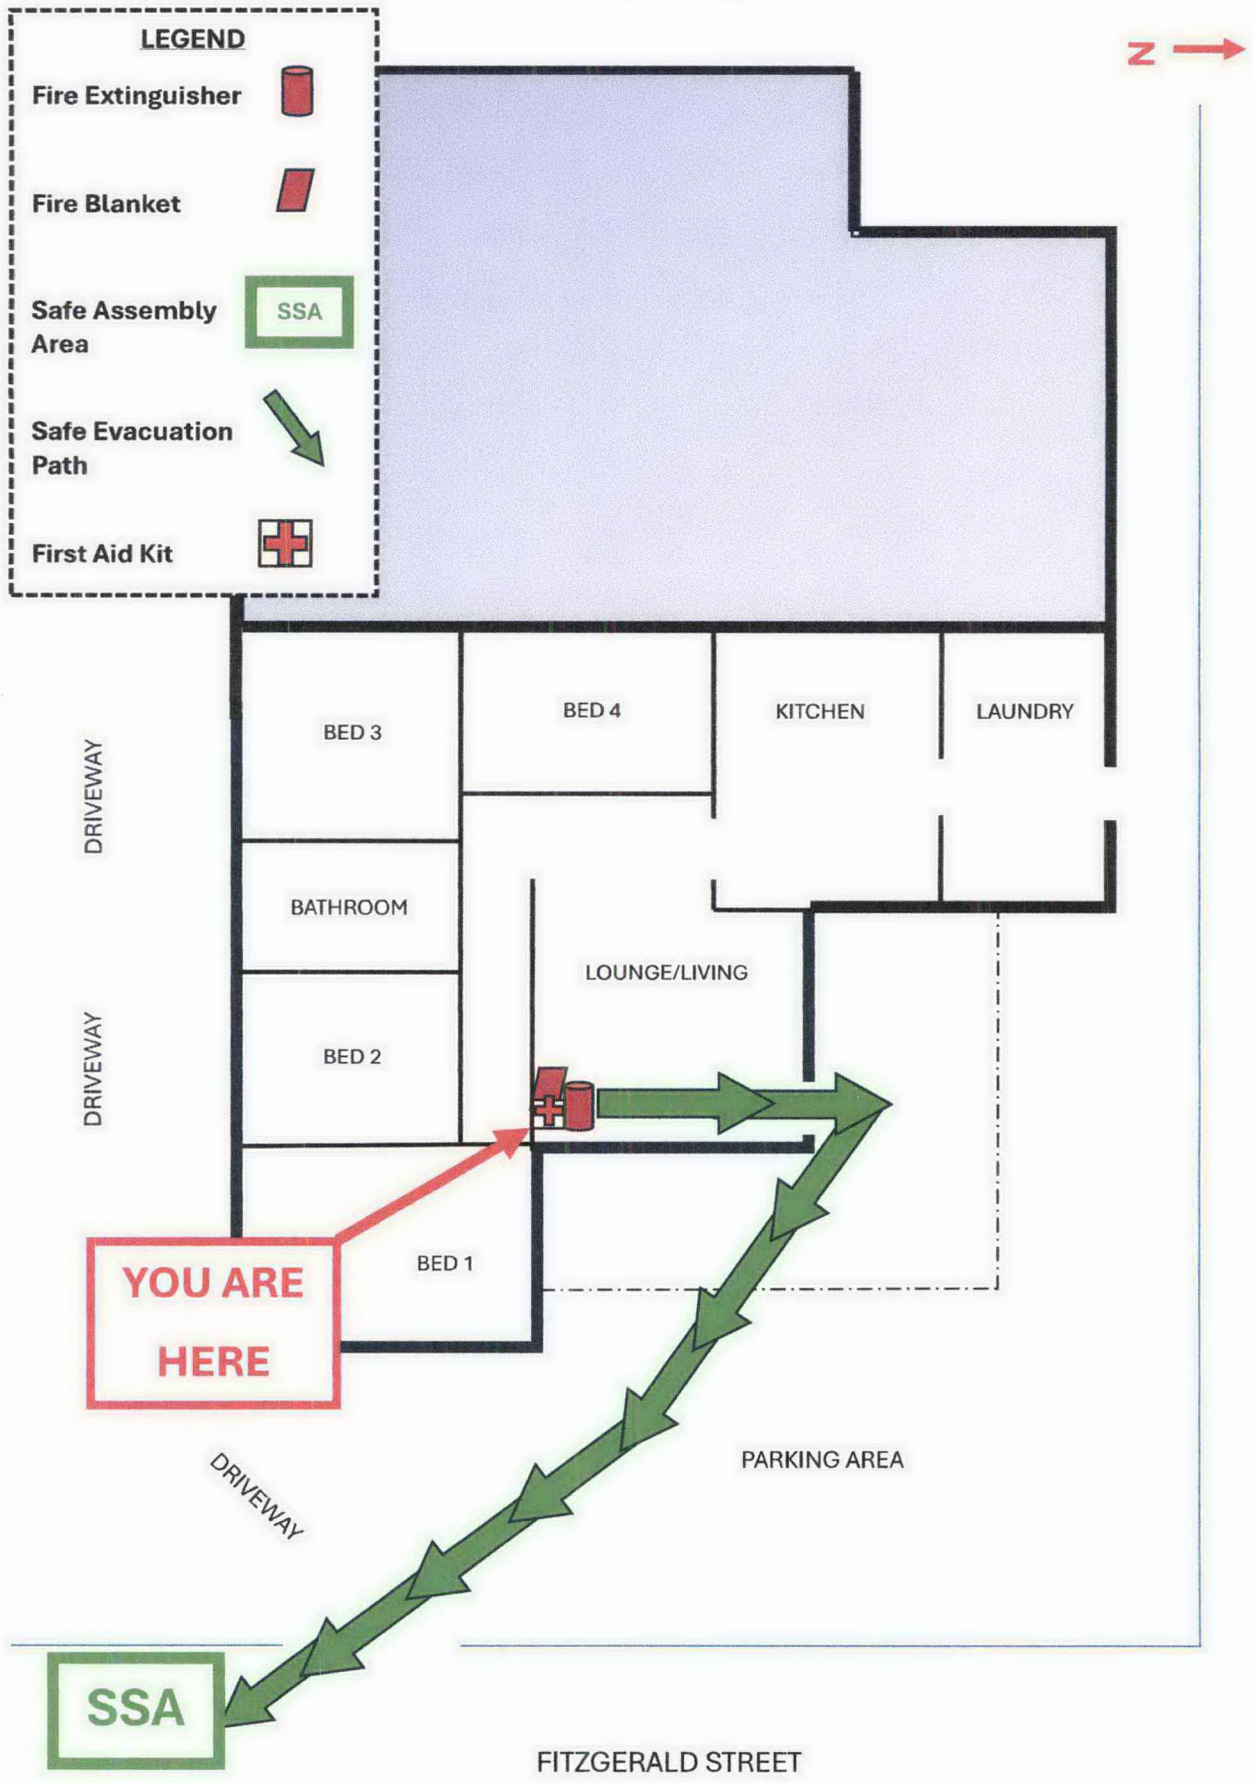 LEGEND
Fire Extinguisher
Fire Blanket
Safe Assembly
Area
SSA
Safe Evacuation
Path
First Aid Kit
N
BED 3
BED 4
KITCHEN
LAUNDRY
DRIVEWAY
BATHROOM
LOUNGE/LIVING
DRIVEWAY
BED 2
BED 1
YOU ARE
HERE
DRIVEWAY
PARKING AREA
SSA
FITZGERALD STREET